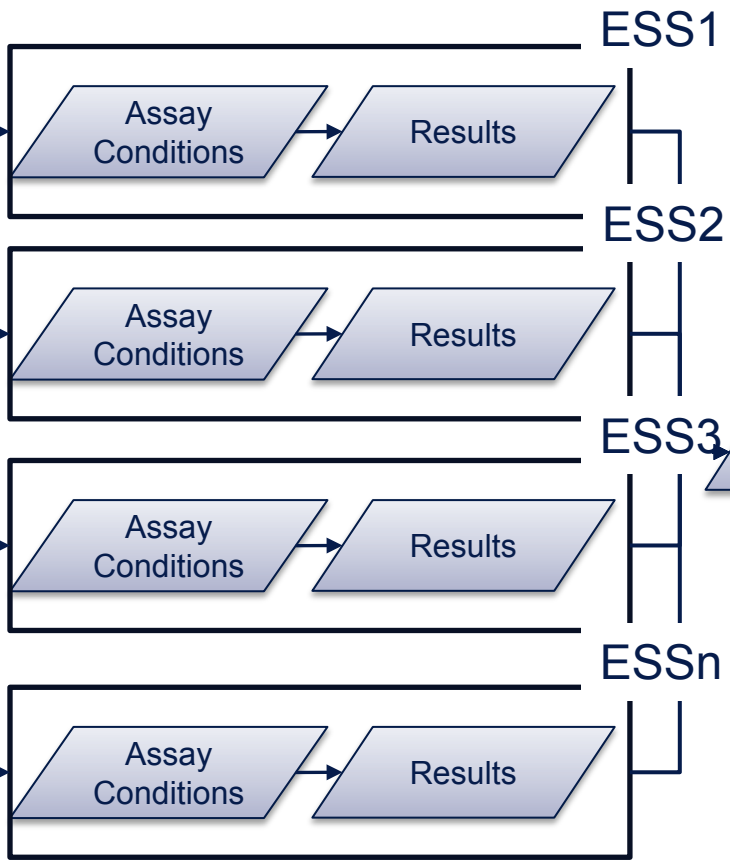 ESS1
Assay
Conditions
Results
ESS2
Assay
Conditions
Results
ESS3
Assay
Conditions
Results
ESSn
Assay
Conditions
Results